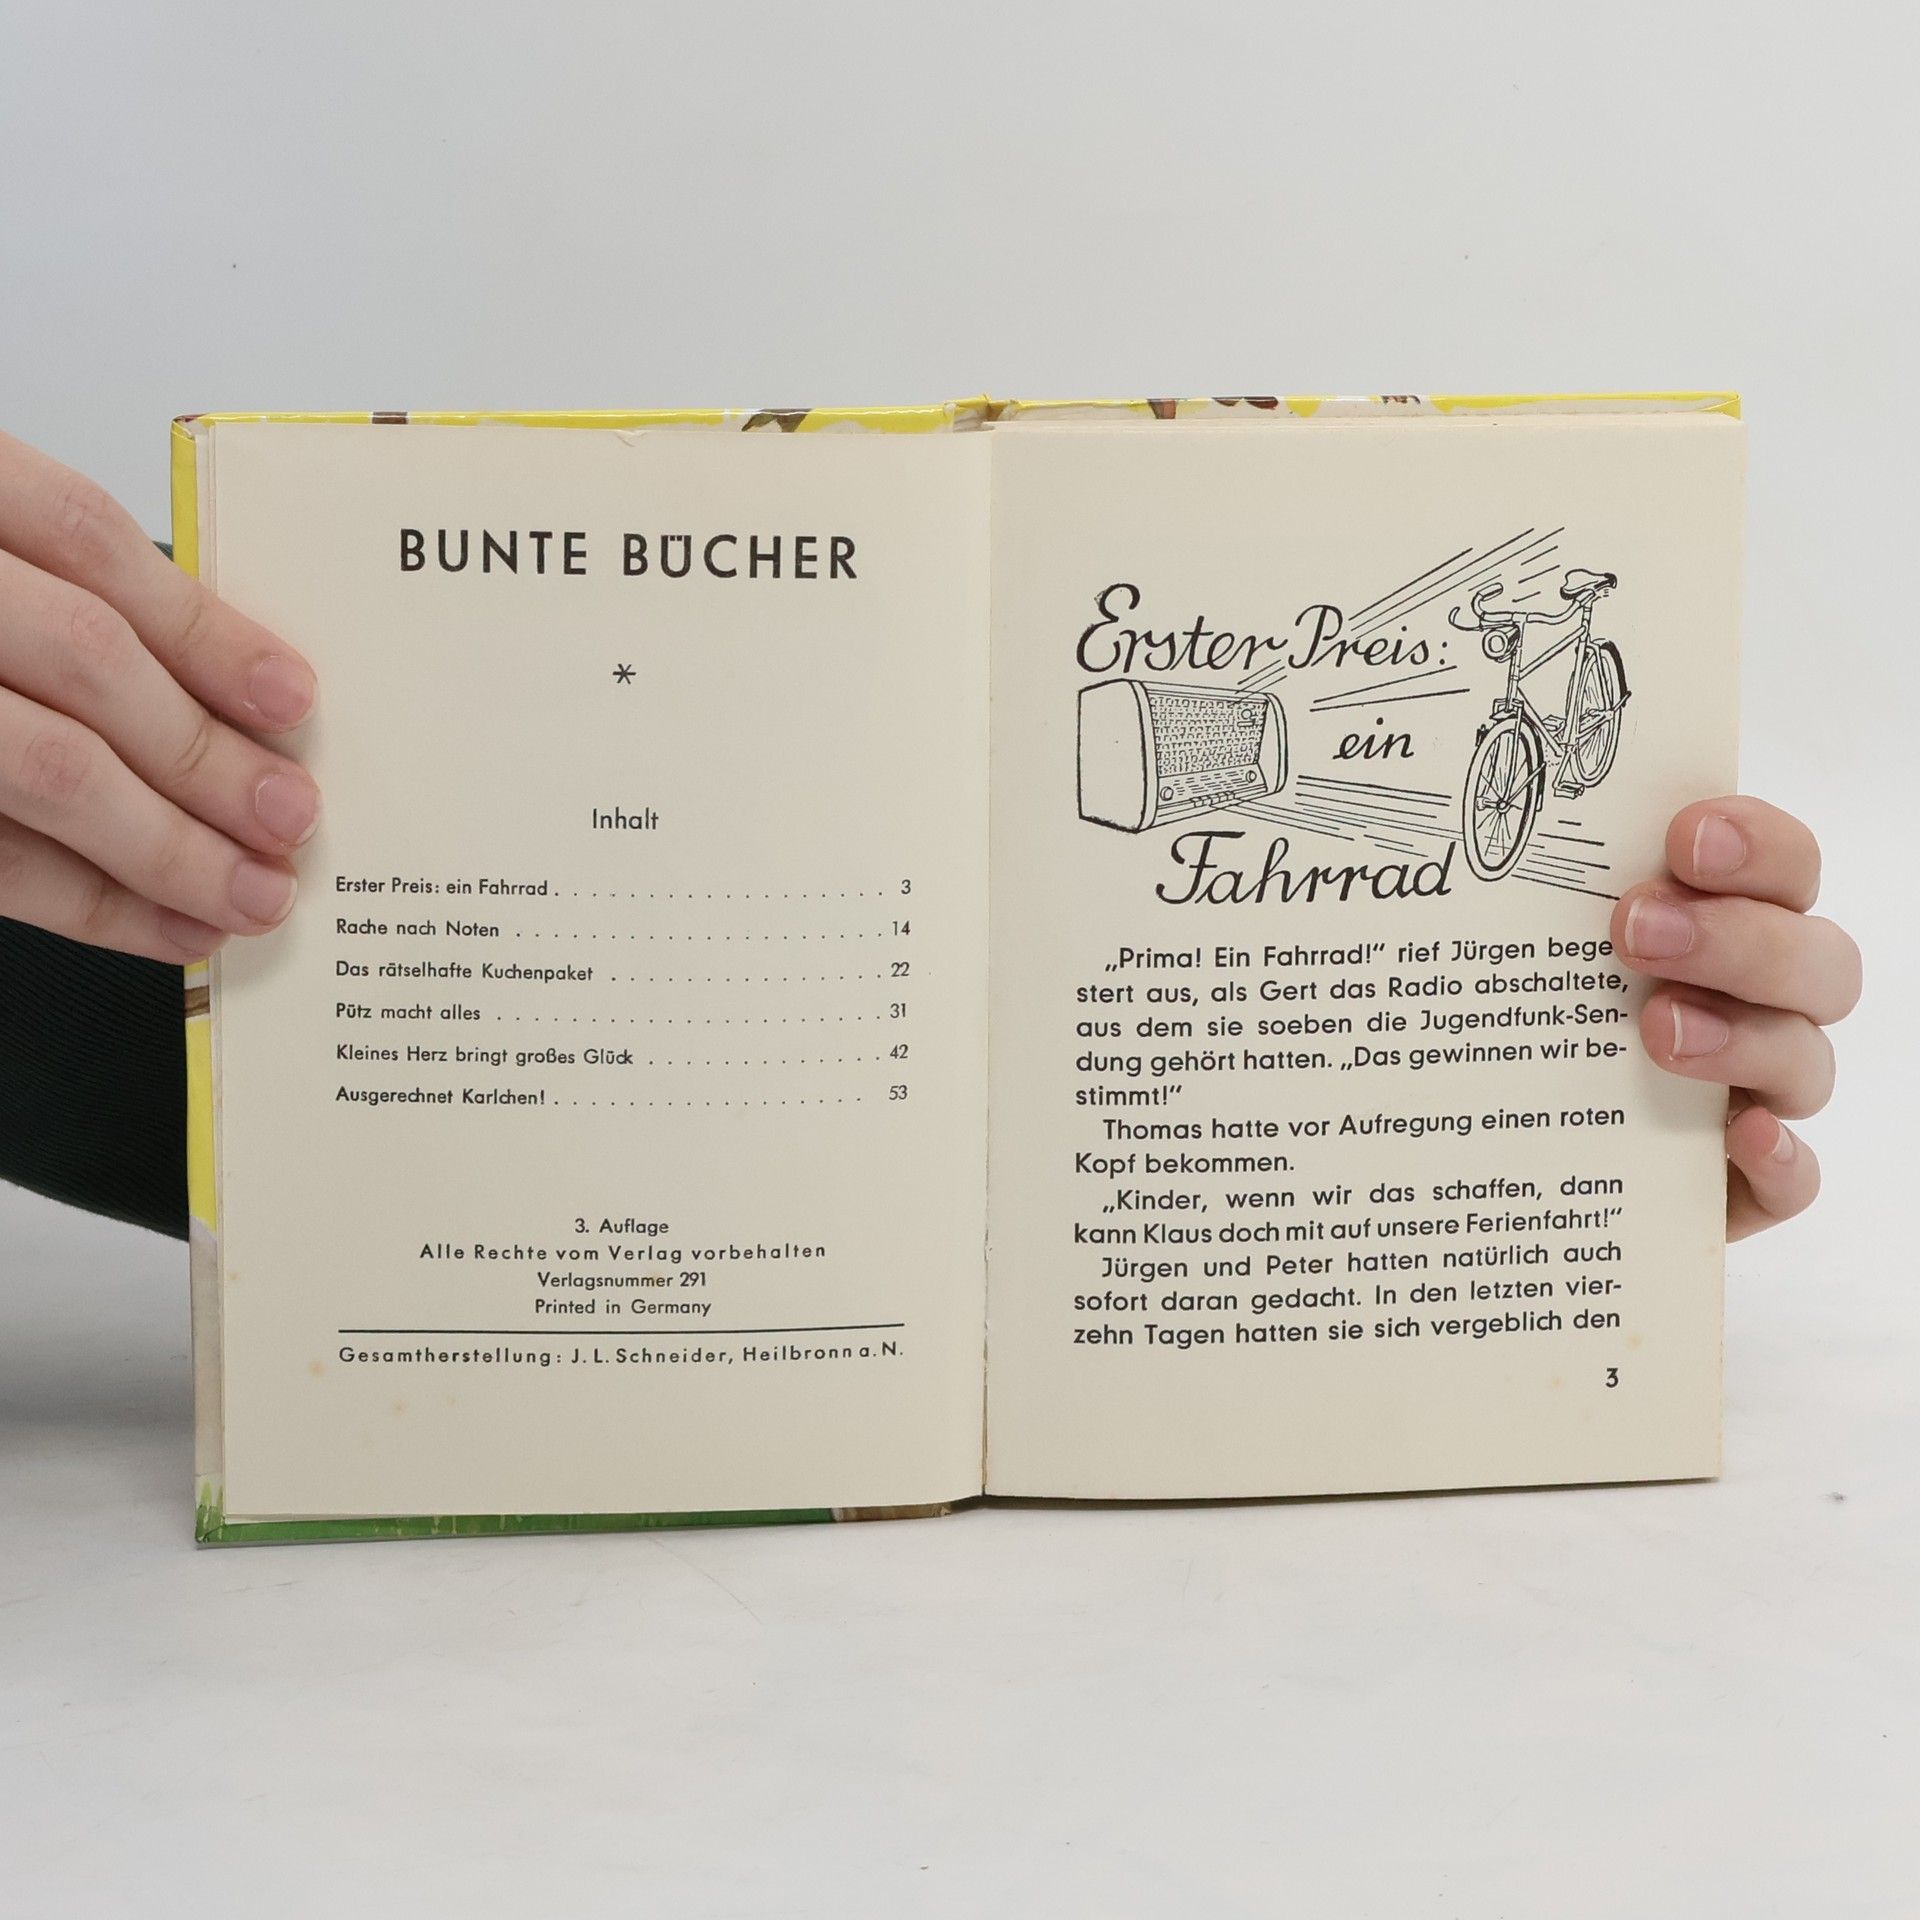 BUNTE BÜCHER
*
Inhalt
Erster Preis: ein Fahrrad . . . . . . . . . . . . . . . . . . 3
Rache nach Noten . . . . . . . . . . . . . . . . . . . . 14
Das rätselhafte Kuchenpaket . . . . . . . . . . . . . . . 22
Pütz macht alles . . . . . . . . . . . . . . . . . . . . . 31
Kleines Herz bringt großes Glück . . . . . . . . . . . . . 42
Ausgerechnet Karlchen! . . . . . . . . . . . . . . . . . 53
3. Auflage
Alle Rechte vom Verlag vorbehalten
Verlagsnummer 291
Printed in Germany
Gesamtherstellung: J. L. Schneider, Heilbronn a. N.
Erster Preis:
ein
Fahrrad
„Prima! Ein Fahrrad!“ rief Jürgen bege
stert aus, als Gert das Radio abschaltete,
aus dem sie soeben die Jugendfunk-Sen-
dung gehört hatten. „Das gewinnen wir be-
stimmt!“
Thomas hatte vor Aufregung einen roten
Kopf bekommen.
„Kinder, wenn wir das schaffen, dann
kann Klaus doch mit auf unsere Ferienfahrt!“
Jürgen und Peter hatten natürlich auch
sofort daran gedacht. In den letzten vier-
zehn Tagen hatten sie sich vergeblich den
3